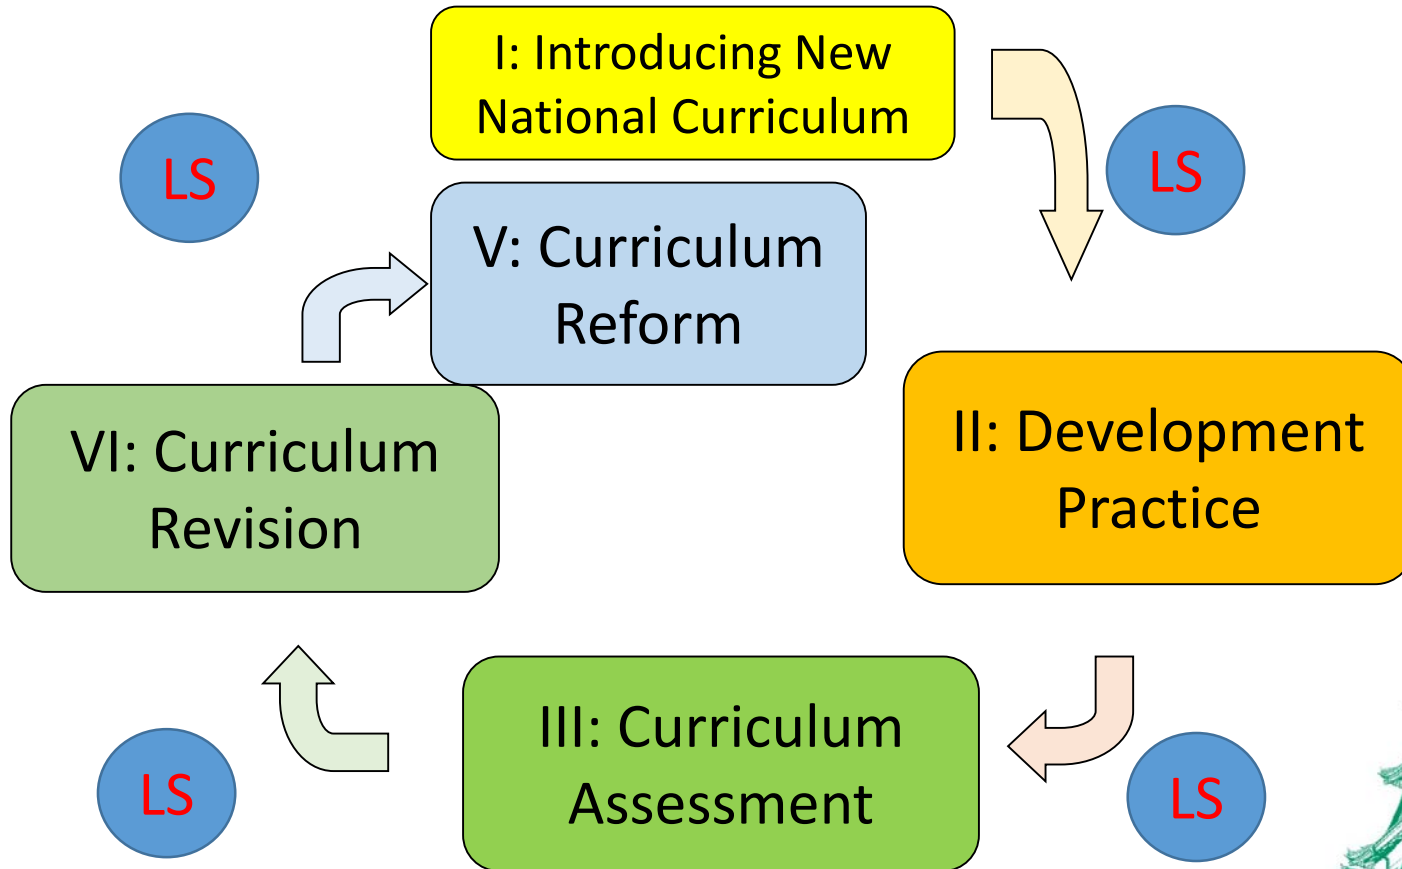 I: Introducing New
National Curriculum
LS
LS
V: Curriculum
Reform
II: Development
Practice
VI: Curriculum
Revision
III: Curriculum
Assessment
LS
LS